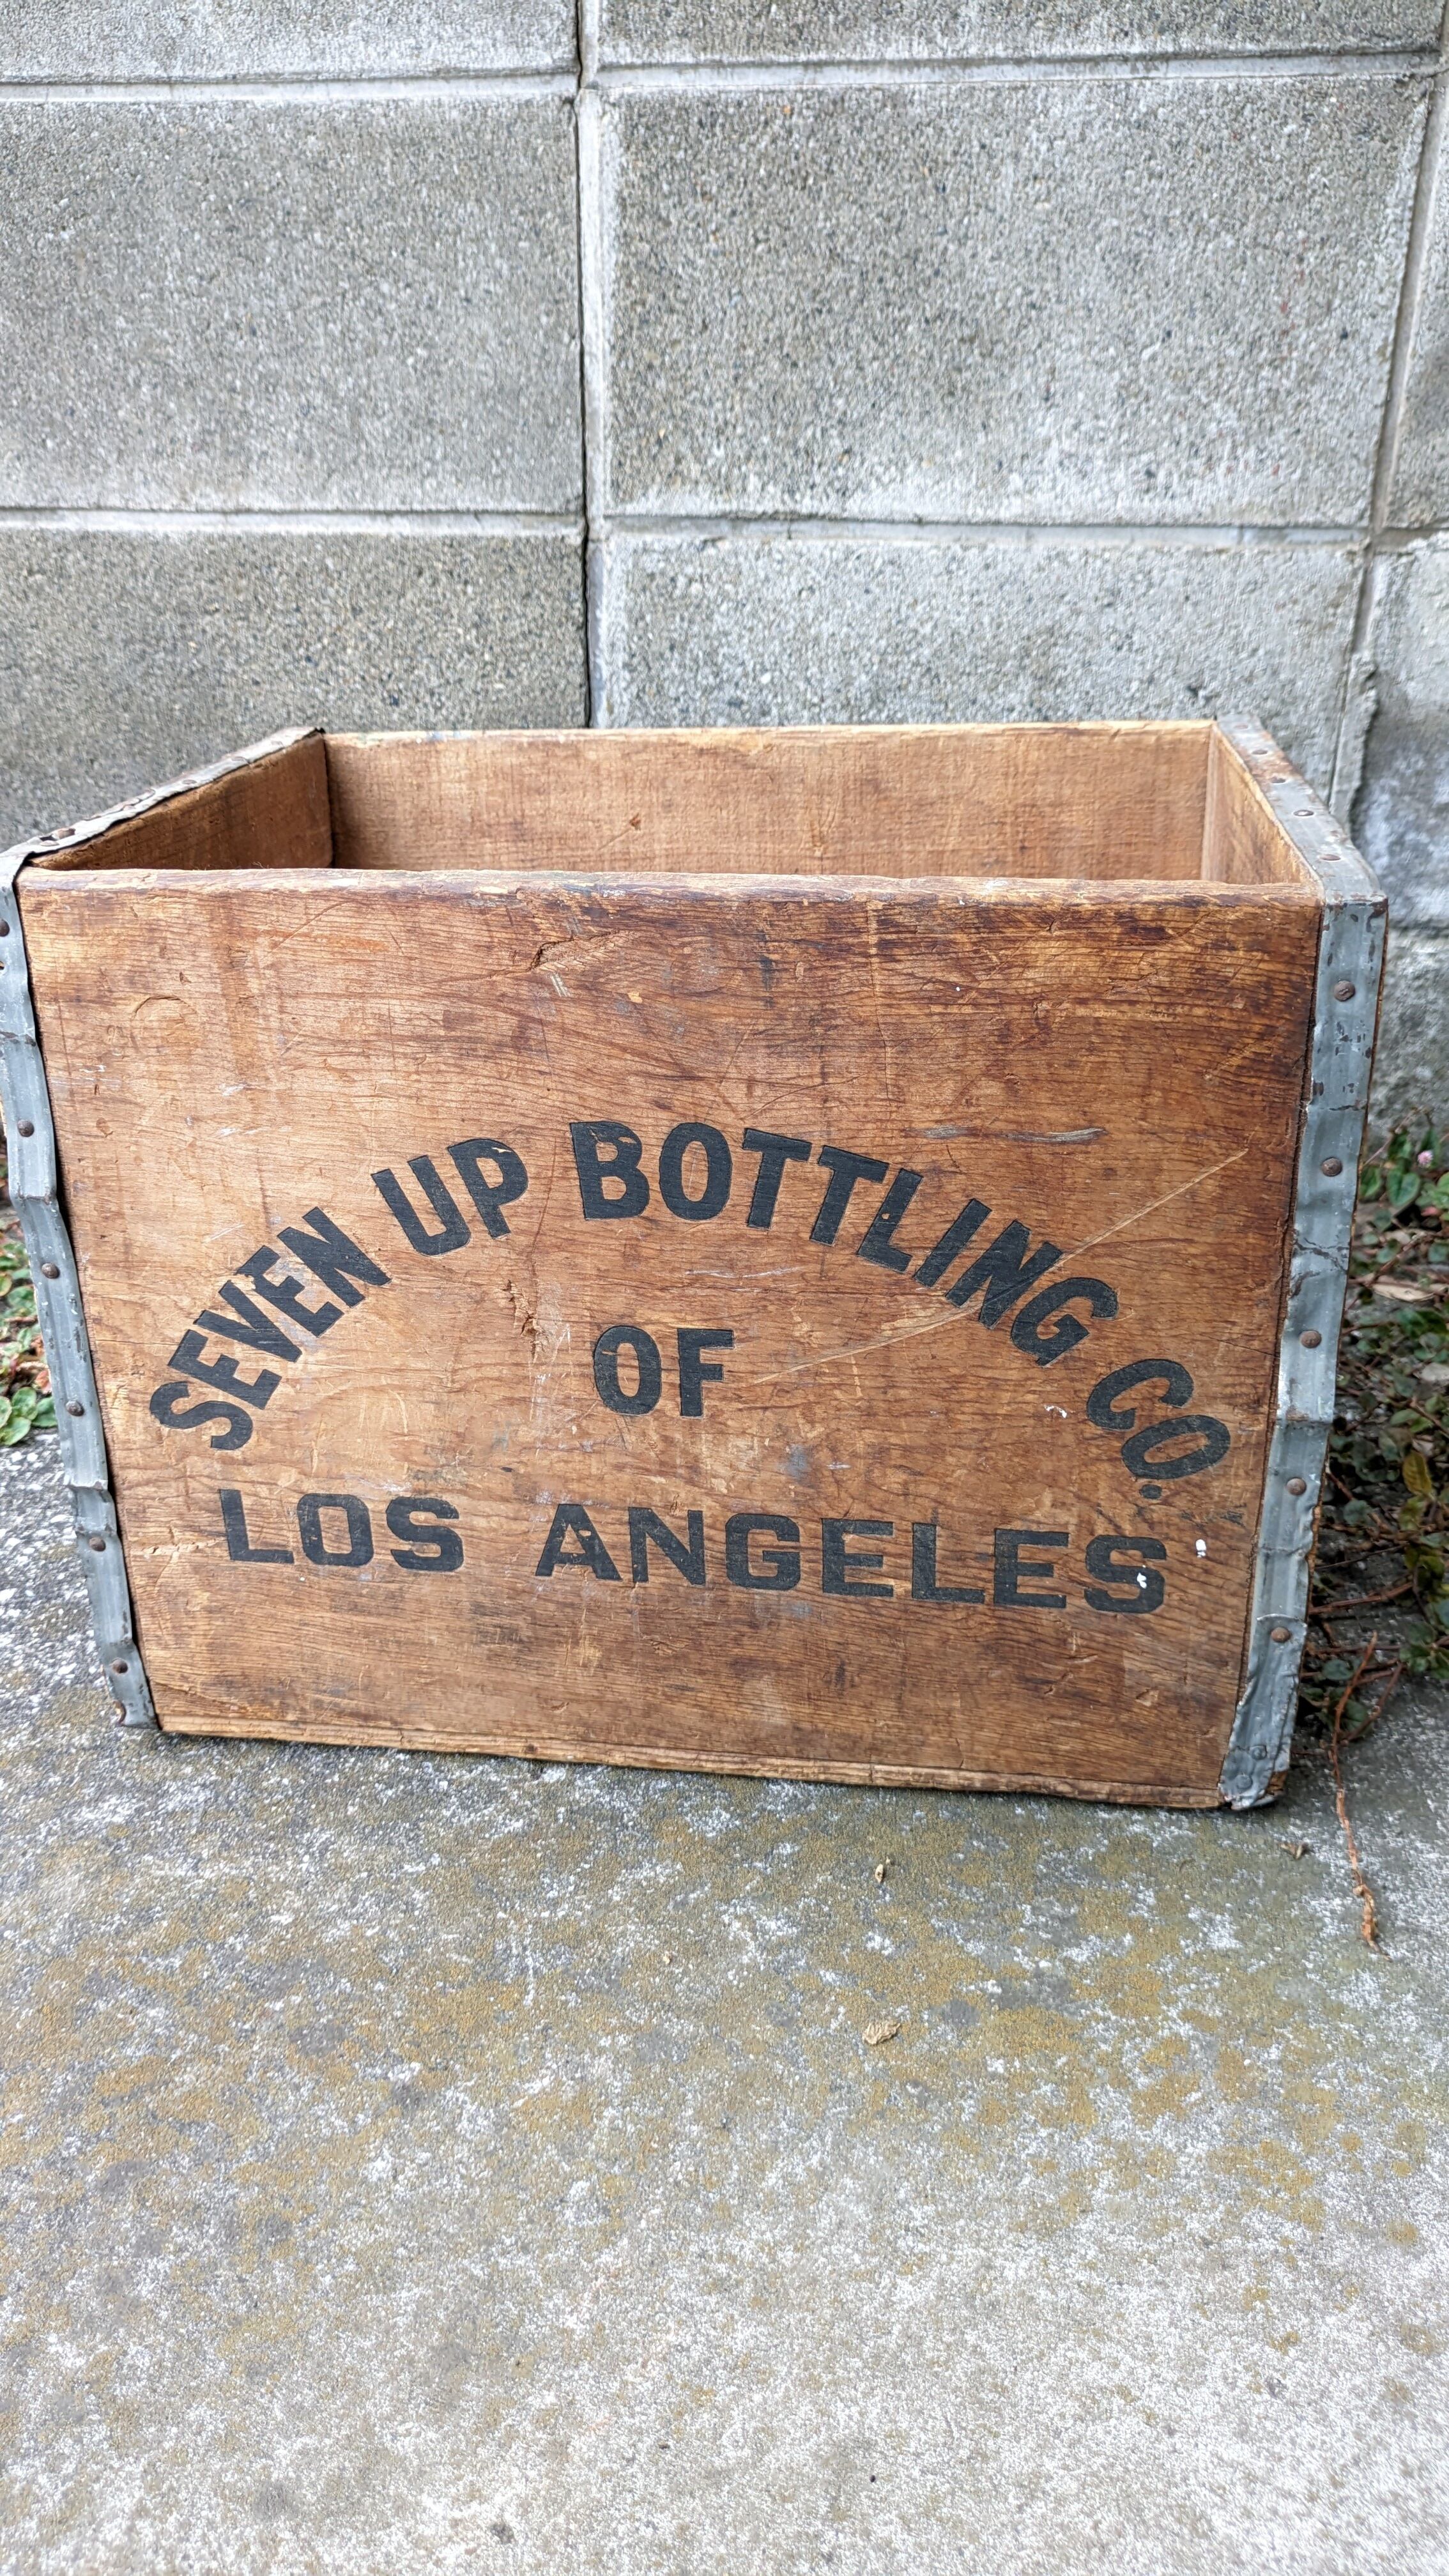 SEVEN UP BOTTLING CO.
OF
LOS ANGELES